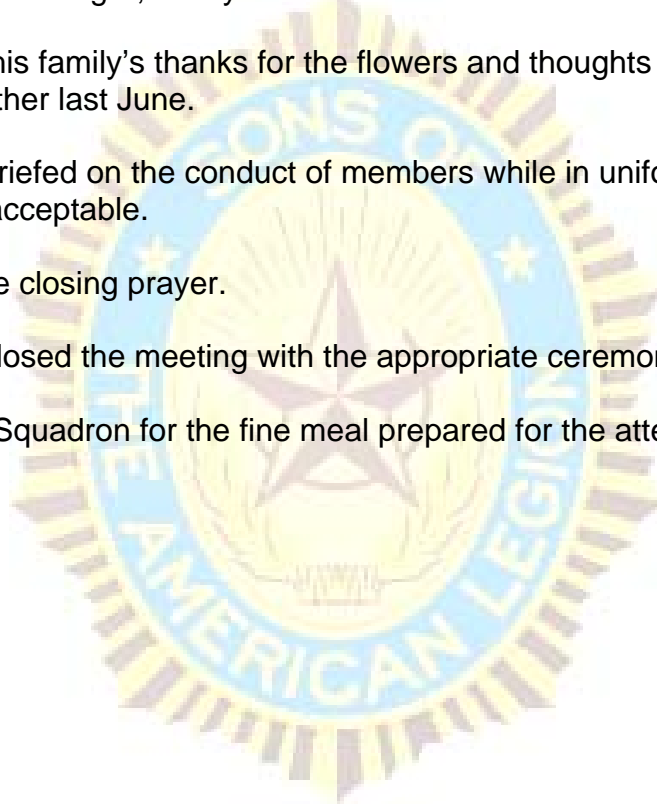 his family’s thanks for the flowers and thoughts
ther last June.
riefed on the conduct of members while in unifo
acceptable.
e closing prayer.
losed the meeting with the appropriate ceremon
Squadron for the fine meal prepared for the atte
SONS OF
THE AMERICAN LEGION